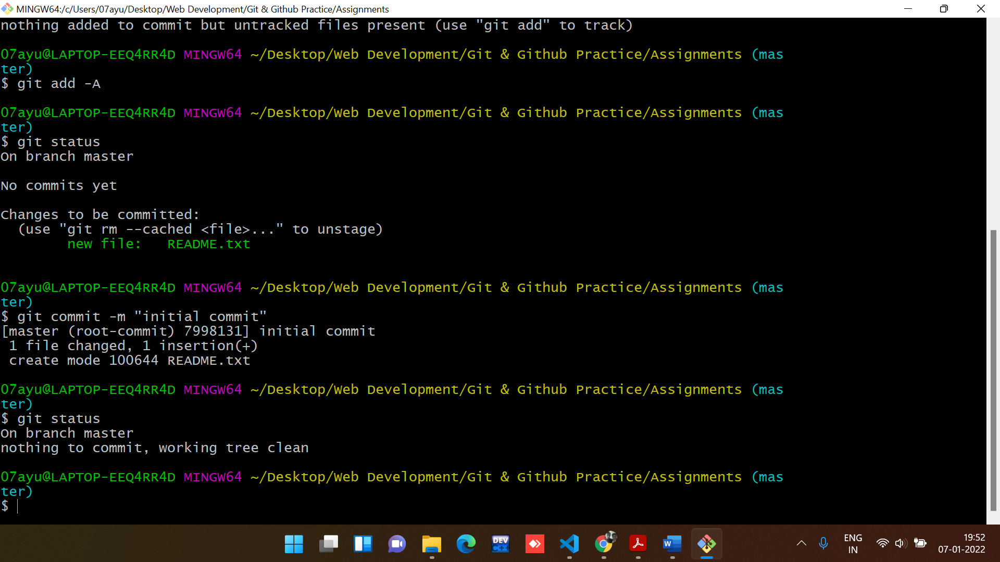 MINGW64:/c/Users/07ayu/Desktop/Web Development/Git & Github Practice/Assignments
nothing added to commit but untracked files present (use "git add" to track)
07ayu@LAPTOP-EEQ4RR4D MINGW64 ~/Desktop/Web Development/Git & Github Practice/Assignments (mas
ter)
$ git add -A
07ayu@LAPTOP-EEQ4RR4D MINGW64 ~/Desktop/Web Development/Git & Github Practice/Assignments (mas
ter)
$ git status
On branch master
No commits yet
Changes to be committed:
  (use "git rm --cached <file>..." to unstage)
        new file:   README.txt
07ayu@LAPTOP-EEQ4RR4D MINGW64 ~/Desktop/Web Development/Git & Github Practice/Assignments (mas
ter)
$ git commit -m "initial commit"
[master (root-commit) 7998131] initial commit
 1 file changed, 1 insertion(+)
 create mode 100644 README.txt
07ayu@LAPTOP-EEQ4RR4D MINGW64 ~/Desktop/Web Development/Git & Github Practice/Assignments (mas
ter)
$ git status
On branch master
nothing to commit, working tree clean
07ayu@LAPTOP-EEQ4RR4D MINGW64 ~/Desktop/Web Development/Git & Github Practice/Assignments (mas
ter)
$
DEV
C++
W
ENG
IN
19:52
07-01-2022